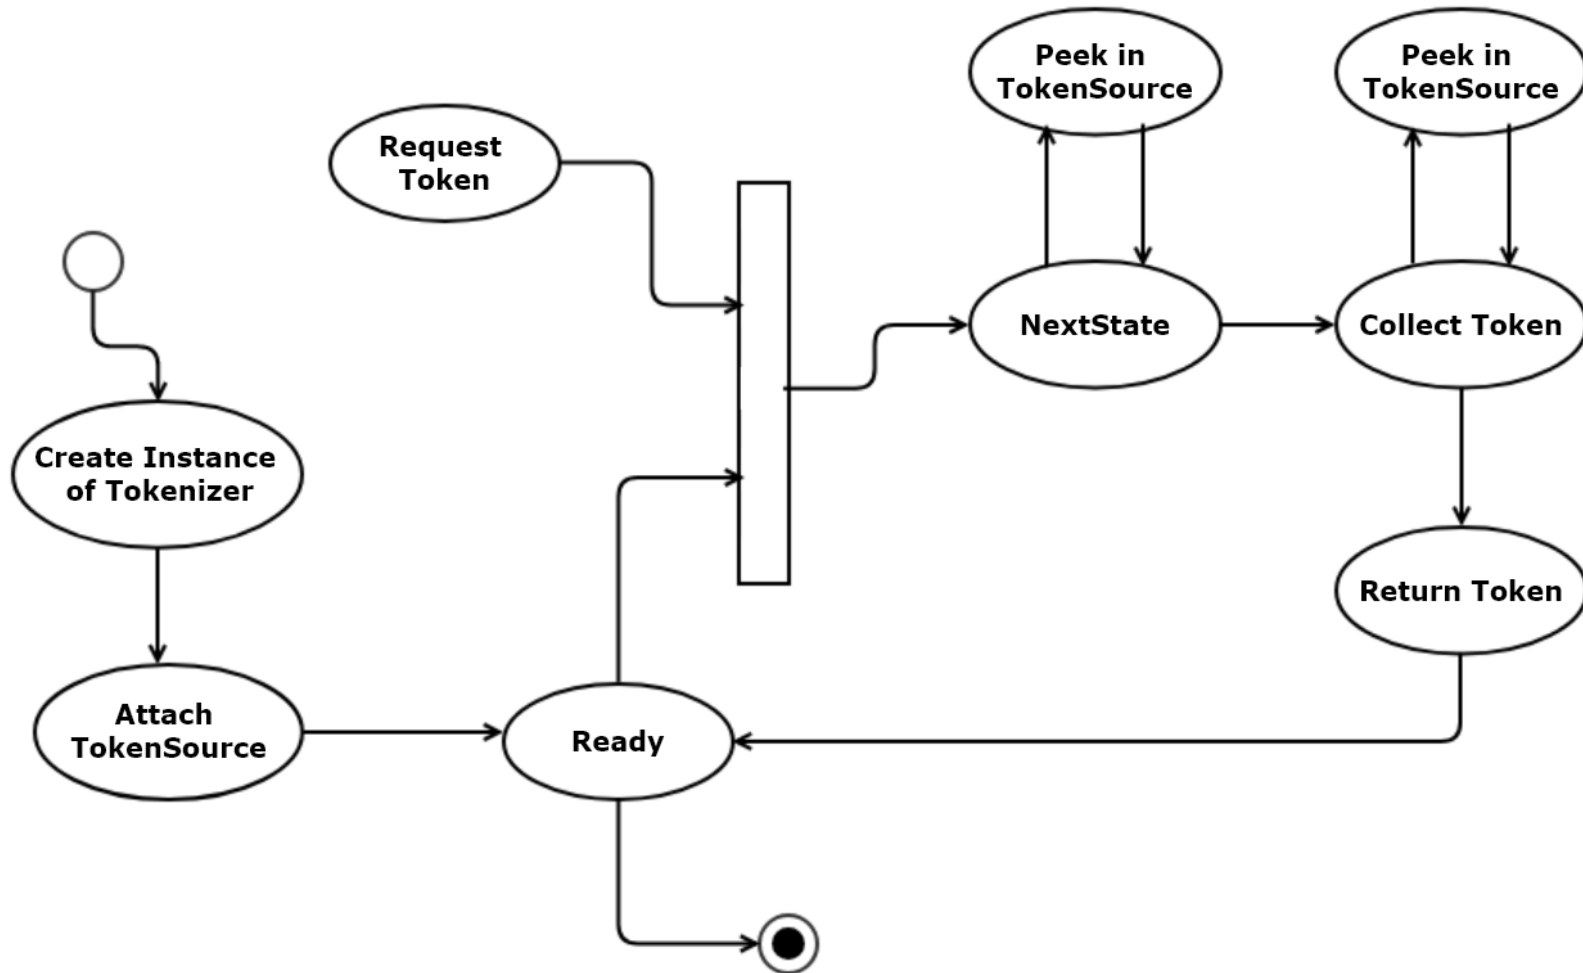 Peek in
TokenSource
Peek in
TokenSource
Request
Token
NextState
Collect Token
Create Instance
of Tokenizer
Return Token
Attach
TokenSource
Ready